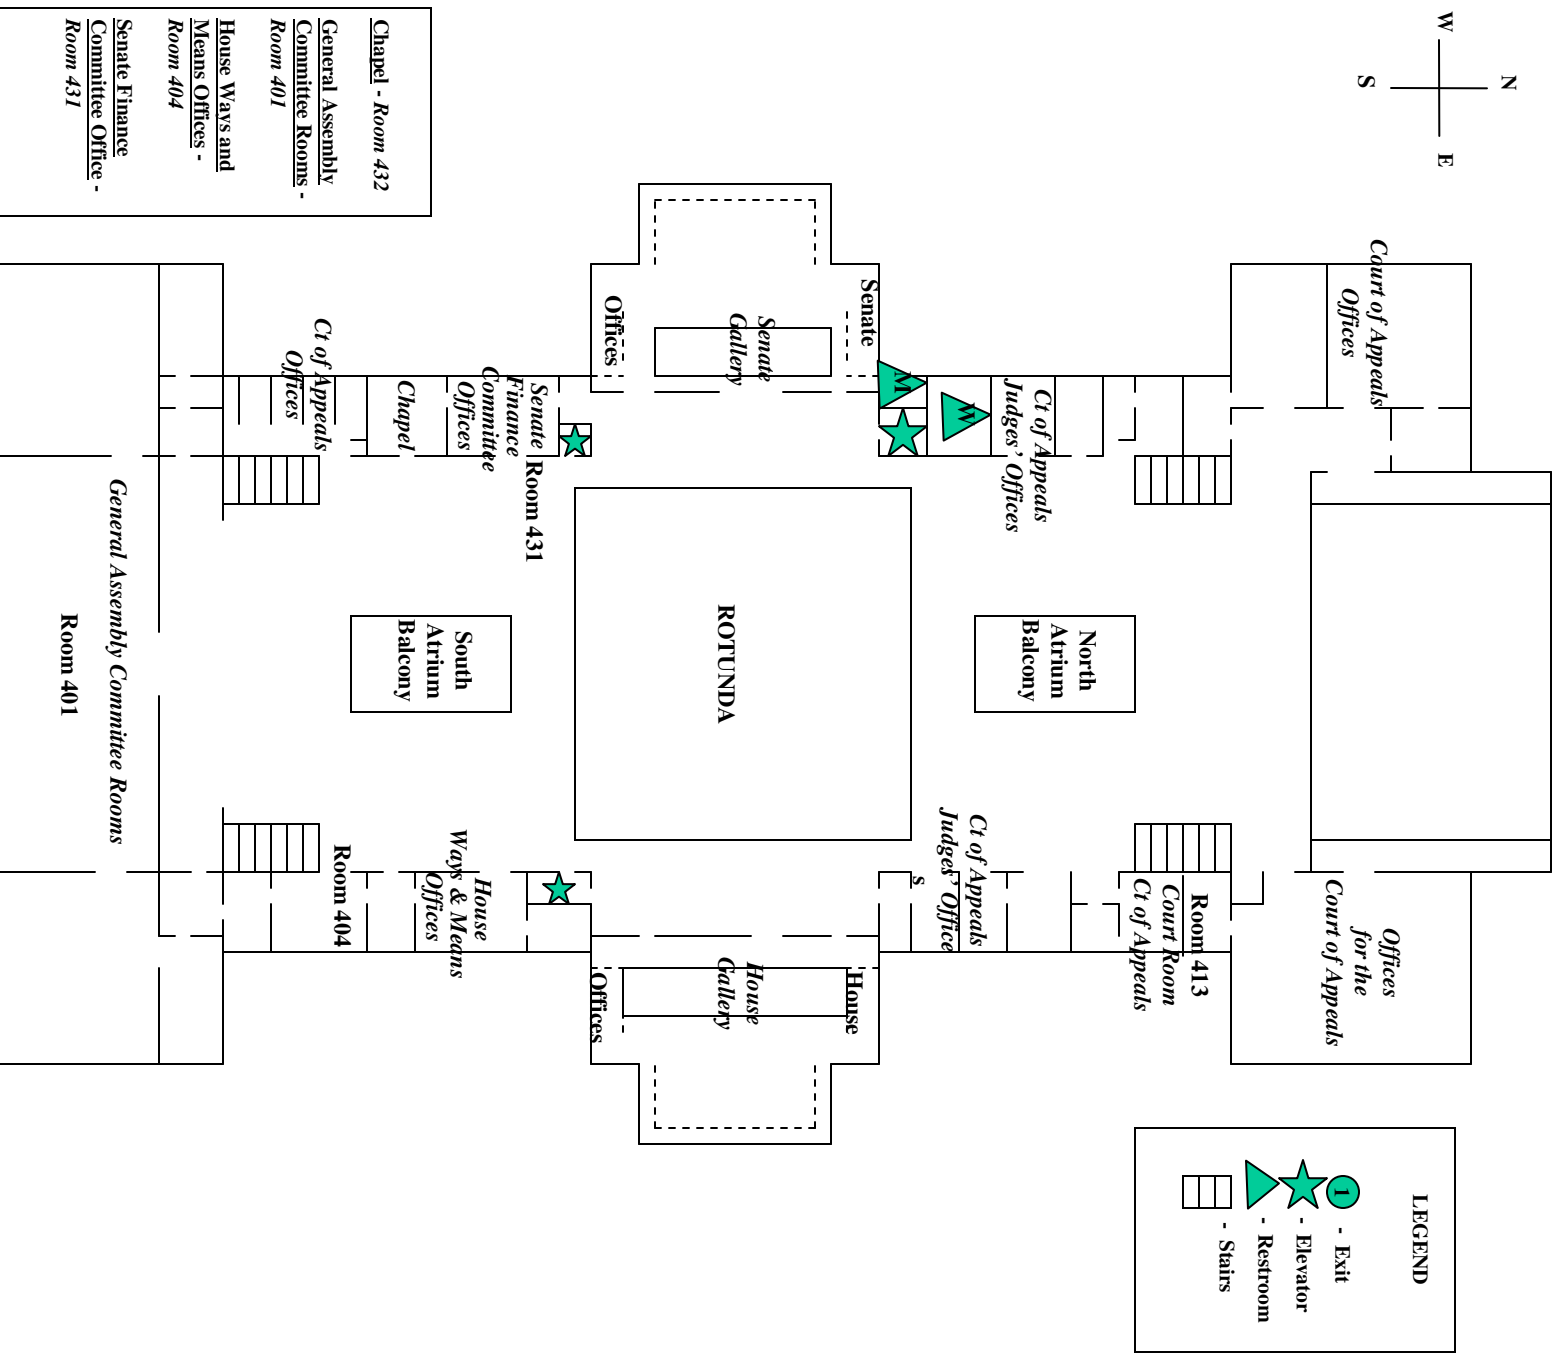 N
W
E
S
LEGEND
1 - Exit
- Elevator
- Restroom
- Stairs
Court of Appeals
Offices
Offices
for the
Court of Appeals
Room 413
Court Room
Ct of Appeals
North
Atrium
Balcony
Ct of Appeals
Judges' Offices
W
M
Ct of Appeals
Judges' Office
s
Senate
Senate
Gallery
Offices
ROTUNDA
House
House
Gallery
Offices
Senate
Finance
Committee
Offices
Room 431
South
Atrium
Balcony
House
Ways & Means
Offices
Room 404
Chapel
Ct of Appeals
Offices
General Assembly Committee Rooms
Room 401
Chapel - Room 432
General Assembly
Committee Rooms -
Room 401
House Ways and
Means Offices -
Room 404
Senate Finance
Committee Office -
Room 431